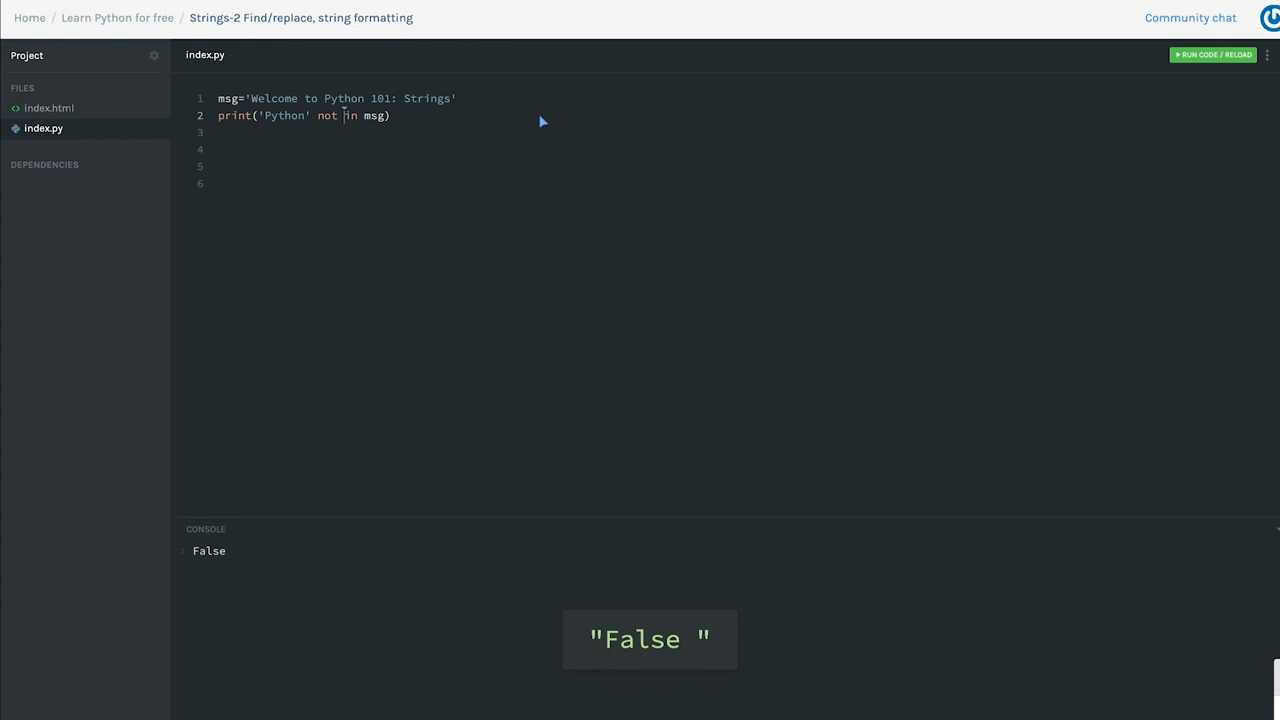 Home / Learn Python for free / Strings-2 Find/replace, string formatting
Community chat
Project
index.py
RUN CODE / RELOAD
FILES
<> index.html
index.py
DEPENDENCIES
1 msg='Welcome to Python 101: Strings'
2 print('Python' not in msg)
3
4
5
6
CONSOLE
> False
"False "